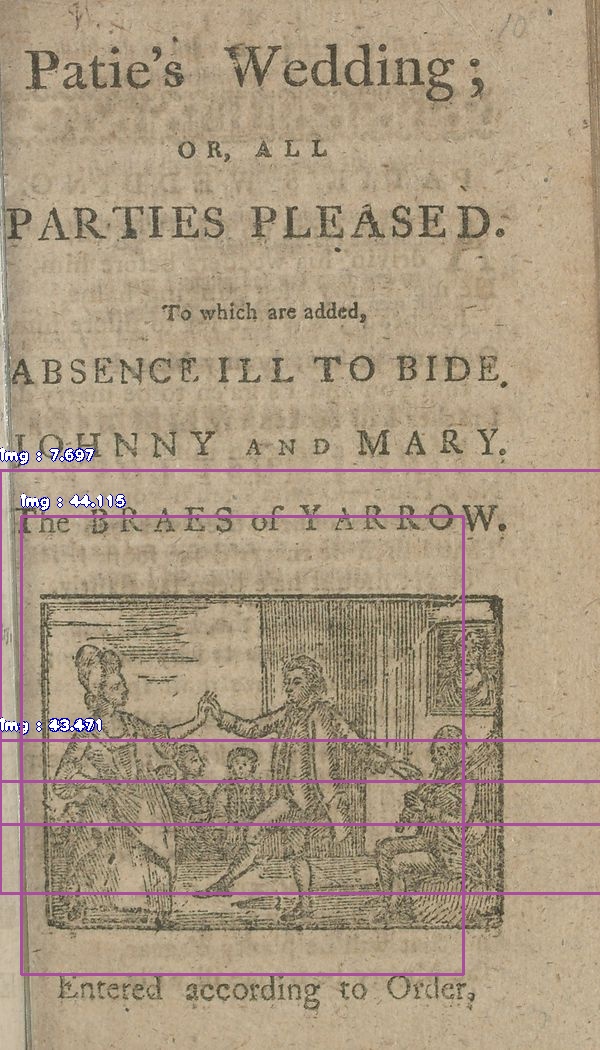 Patie's Wedding;
OR, ALL
PARTIES PLEASED.
To which are added,
ABSENCE ILL TO BIDE.
JOHNNY AND MARY.
img : 7.697
img : 44.115
The BRAES of YARROW.
img : 43.471
Entered according to Order,